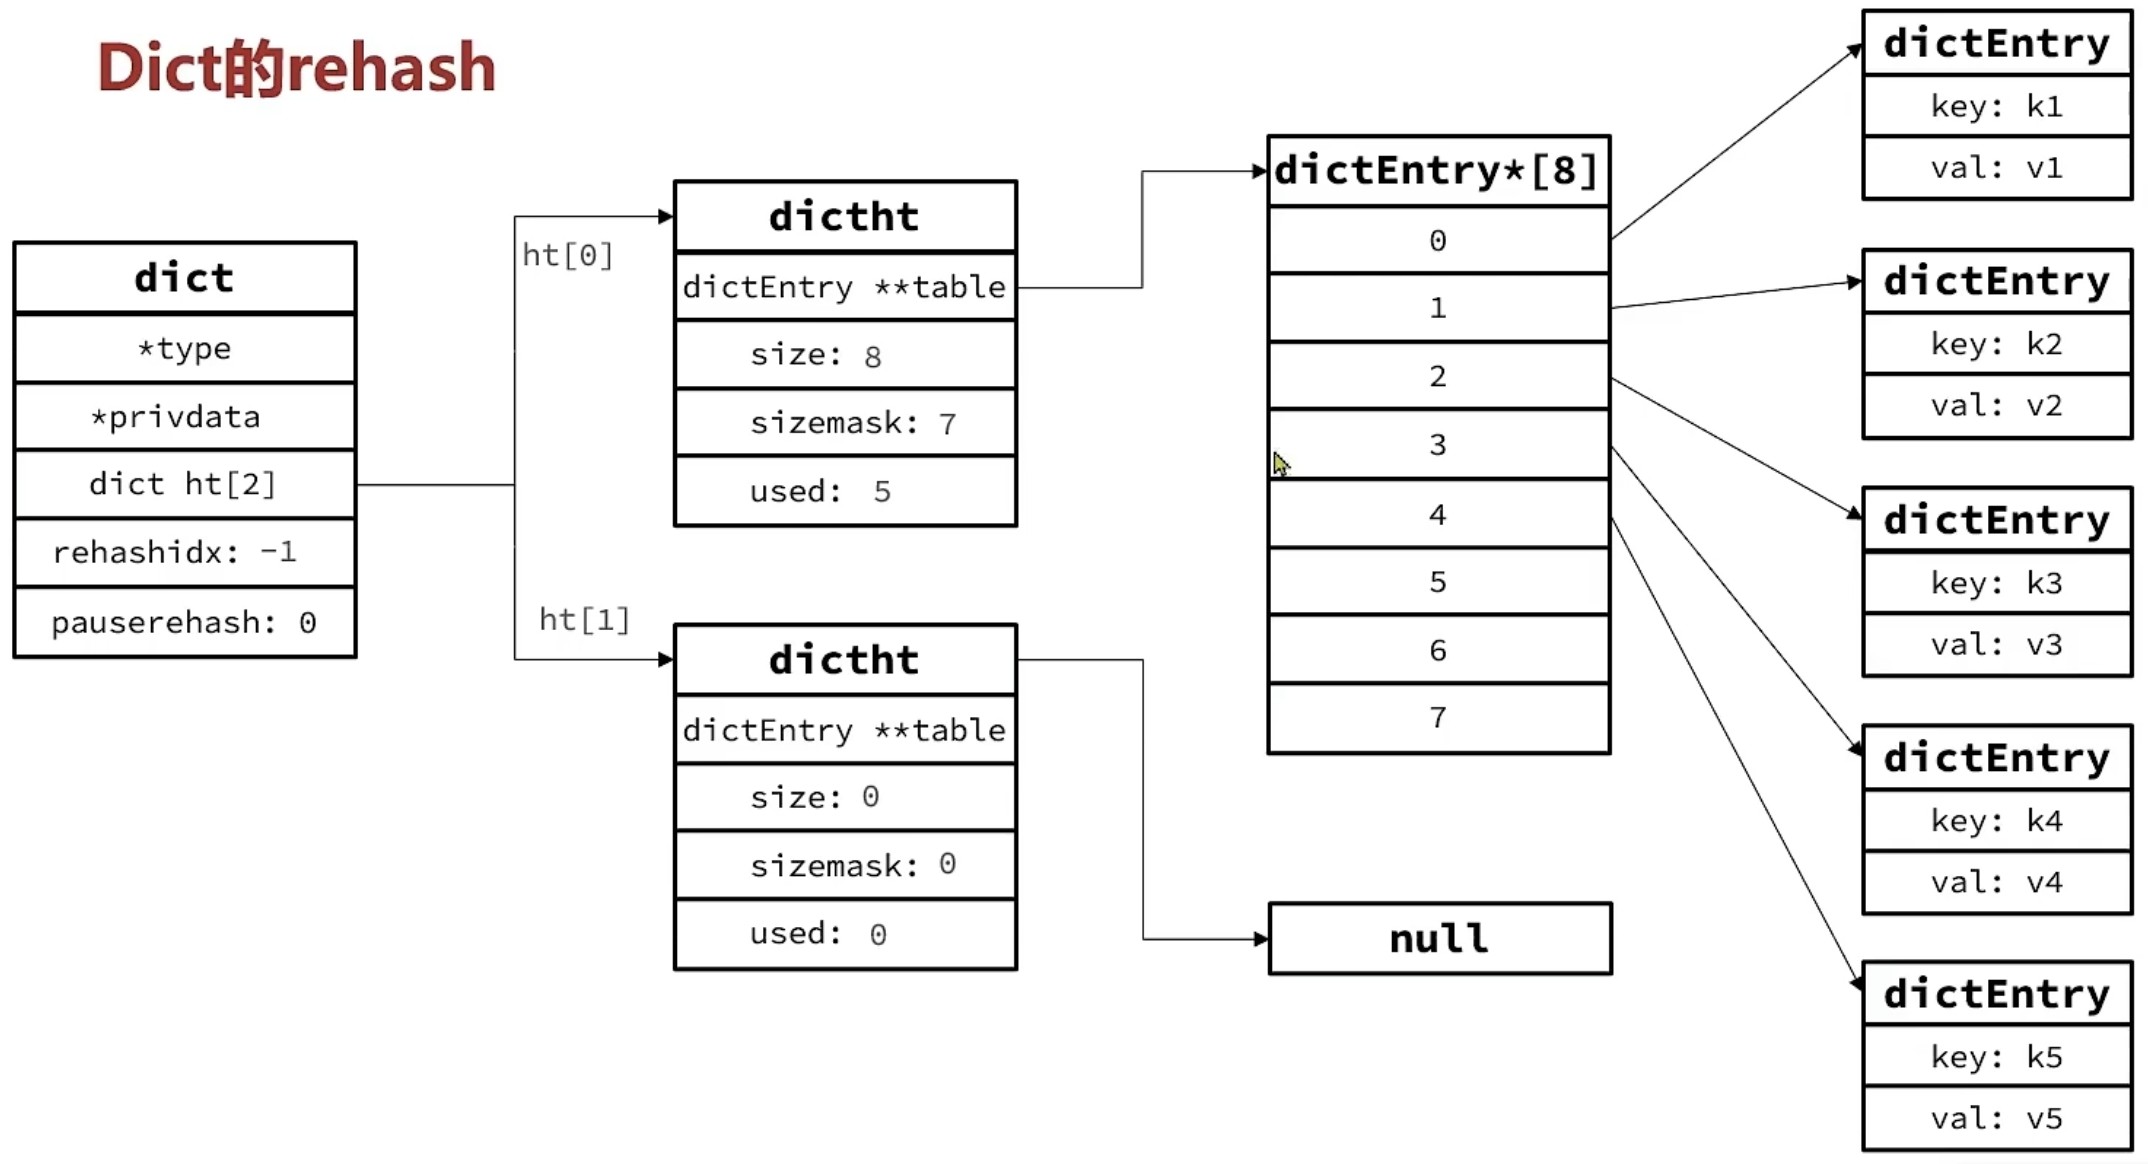 Dict的rehash
dict
*type
*privdata
dict ht[2]
rehashidx: -1
pauserehash: 0
ht[0]
ht[1]
dictht
dictEntry **table
size: 8
sizemask: 7
used: 5
dictht
dictEntry **table
size: 0
sizemask: 0
used: 0
dictEntry*[8]
0
1
2
3
4
5
6
7
null
dictEntry
key: k1
val: v1
dictEntry
key: k2
val: v2
dictEntry
key: k3
val: v3
dictEntry
key: k4
val: v4
dictEntry
key: k5
val: v5